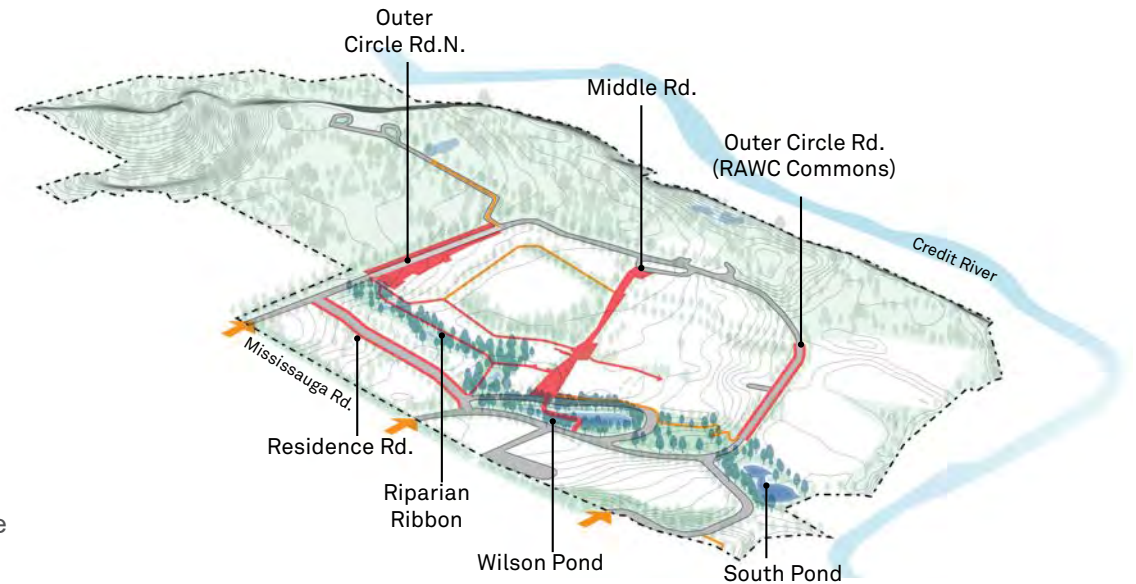 Outer
Circle Rd.N.
Middle Rd.
Outer Circle Rd.
(RAWC Commons)
Credit River
Mississauga Rd.
Residence Rd.
Riparian
Ribbon
Wilson Pond
South Pond
e